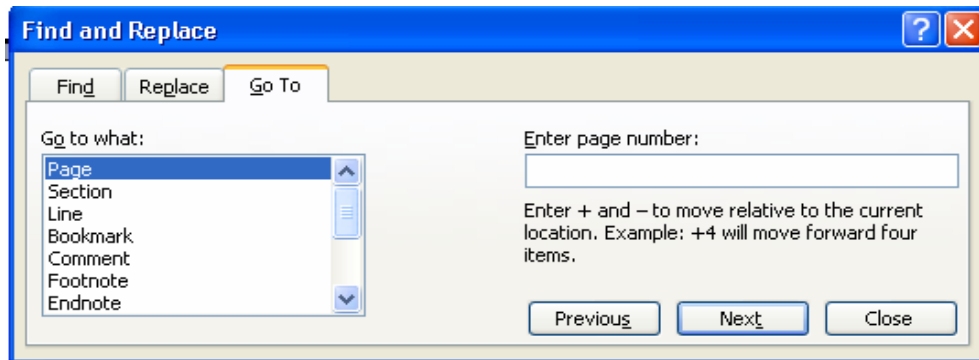 Find and Replace
Find Replace Go To
Go to what:
Page
Section
Line
Bookmark
Comment
Footnote
Endnote
Enter page number:
Enter + and – to move relative to the current
location. Example: +4 will move forward four
items.
Previous Next Close